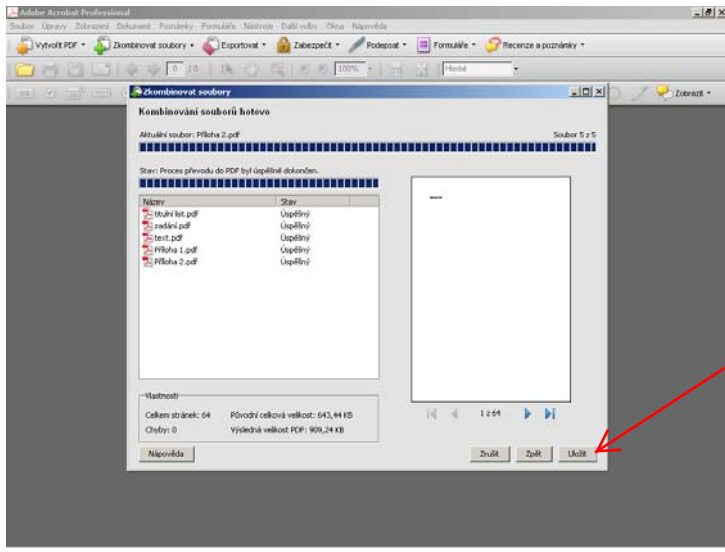 Adobe Acrobat Professional
Soubor Úpravy Zobrazení Dokument Poznámky Formuláře Nástroje Další volby Okna Nápověda
Vytvořit PDF Zkombinovat soubory Exportovat Zabezpečit Podepsat Formuláře Recenze a poznámky
0 / 0 100% Hledat
Zobrazit
Zkombinovat soubory
Kombinování souborů hotovo
Aktuální soubor: Příloha 2.pdf Soubor 5 z 5
Stav: Proces převodu do PDF byl úspěšně dokončen.
Název Stav
titulní list.pdf Úspěšný
zadání.pdf Úspěšný
text.pdf Úspěšný
Příloha 1.pdf Úspěšný
Příloha 2.pdf Úspěšný
Vlastnosti
Celkem stránek: 64 Původní celková velikost: 643,44 KB
Chyby: 0 Výsledná velikost PDF: 909,24 KB
1 z 64
Nápověda Zrušit Zpět Uložit